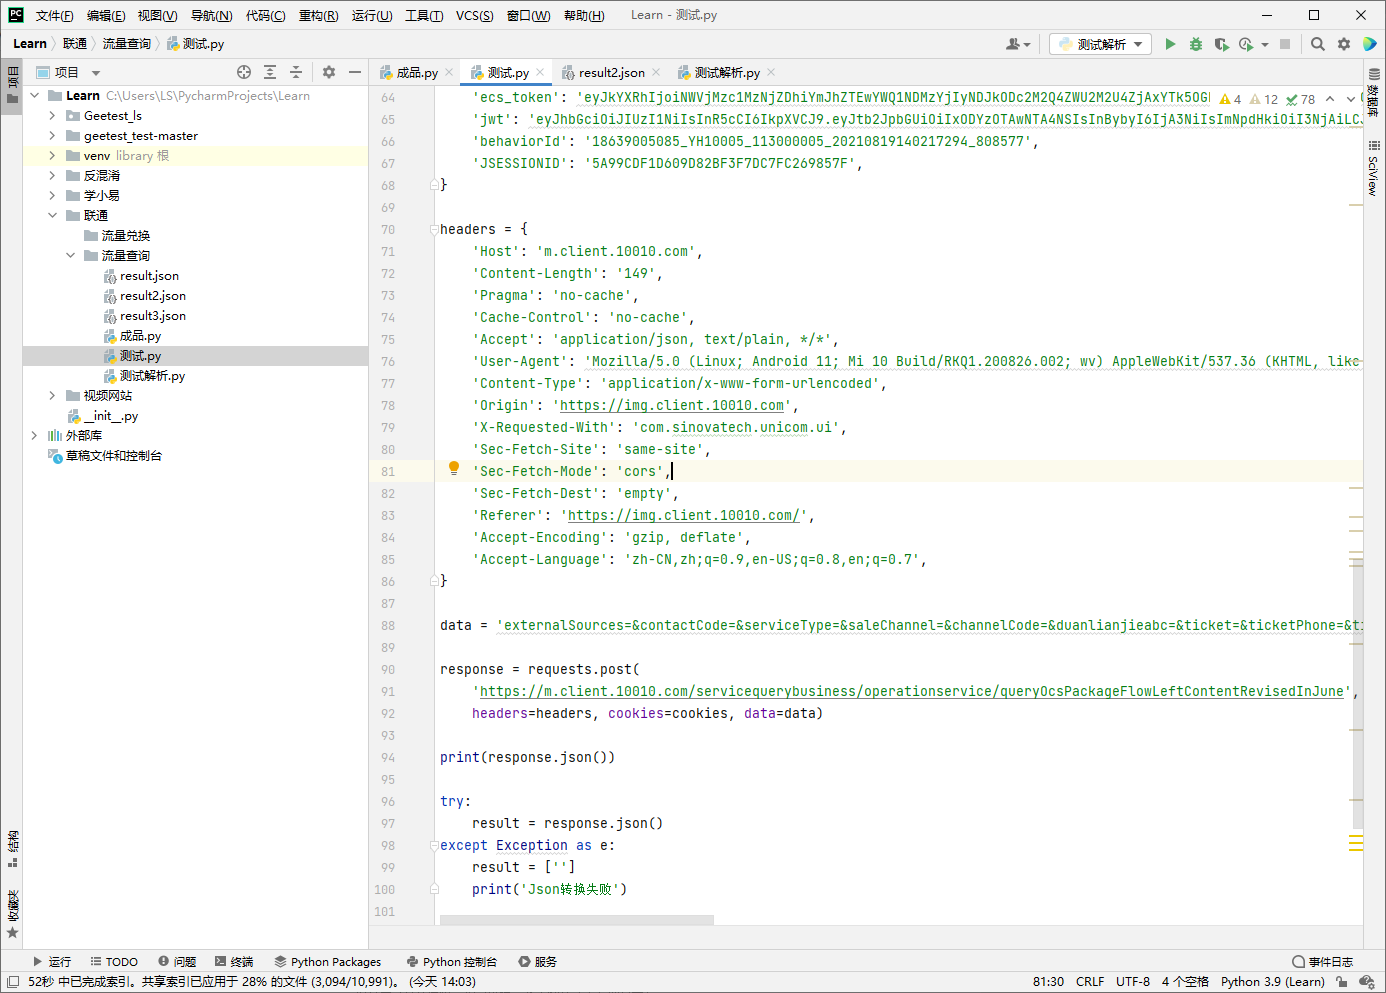 PC 文件(F) 编辑(E) 视图(V) 导航(N) 代码(C) 重构(R) 运行(U) 工具(T) VCS(S) 窗口(W) 帮助(H) Learn - 测试.py
Learn 联通 流量查询 测试.py 测试解析
项目
项目
成品.py 测试.py result2.json 测试解析.py
Learn C:\Users\LS\PycharmProjects\Learn
Geetest_ls
geetest_test-master
venv library 根
反混淆
学小易
联通
流量兑换
流量查询
result.json
result2.json
result3.json
成品.py
测试.py
测试解析.py
视频网站
__init__.py
外部库
草稿文件和控制台
结构
收藏夹
4 12 78
64 'ecs_token': 'eyJkYXRhIjoiNWVjMzc1MzNjZDhiYmJhZTEwYWQ1NDMzYjIyNDJkODc2M2Q4ZWU2M2U4ZjAxYTk5OG
65 'jwt': 'eyJhbGciOiJIUzI1NiIsInR5cCI6IkpXVCJ9.eyJtb2JpbGUiOiIxODYzOTAwNTA4NSIsInBybyI6IjA3NiIsImNpdHkiOiI3NjAiLCJ
66 'behaviorId': '18639005085_YH10005_113000005_20210819140217294_808577',
67 'JSESSIONID': '5A99CDF1D609D82BF3F7DC7FC269857F',
68 }
69
70 headers = {
71 'Host': 'm.client.10010.com',
72 'Content-Length': '149',
73 'Pragma': 'no-cache',
74 'Cache-Control': 'no-cache',
75 'Accept': 'application/json, text/plain, */*',
76 'User-Agent': 'Mozilla/5.0 (Linux; Android 11; Mi 10 Build/RKQ1.200826.002; wv) AppleWebKit/537.36 (KHTML, like
77 'Content-Type': 'application/x-www-form-urlencoded',
78 'Origin': 'https://img.client.10010.com',
79 'X-Requested-With': 'com.sinovatech.unicom.ui',
80 'Sec-Fetch-Site': 'same-site',
81 'Sec-Fetch-Mode': 'cors',
82 'Sec-Fetch-Dest': 'empty',
83 'Referer': 'https://img.client.10010.com/',
84 'Accept-Encoding': 'gzip, deflate',
85 'Accept-Language': 'zh-CN,zh;q=0.9,en-US;q=0.8,en;q=0.7',
86 }
87
88 data = 'externalSources=&contactCode=&serviceType=&saleChannel=&channelCode=&duanlianjieabc=&ticket=&ticketPhone=&ti
89
90 response = requests.post(
91 'https://m.client.10010.com/servicequerybusiness/operationservice/queryOcsPackageFlowLeftContentRevisedInJune',
92 headers=headers, cookies=cookies, data=data)
93
94 print(response.json())
95
96 try:
97 result = response.json()
98 except Exception as e:
99 result = ['']
100 print('Json转换失败')
101
数据库
SciView
运行 TODO 问题 终端 Python Packages Python 控制台 服务 事件日志
52秒 中已完成索引。共享索引已应用于 28% 的文件 (3,094/10,991)。 (今天 14:03) 81:30 CRLF UTF-8 4 个空格 Python 3.9 (Learn)